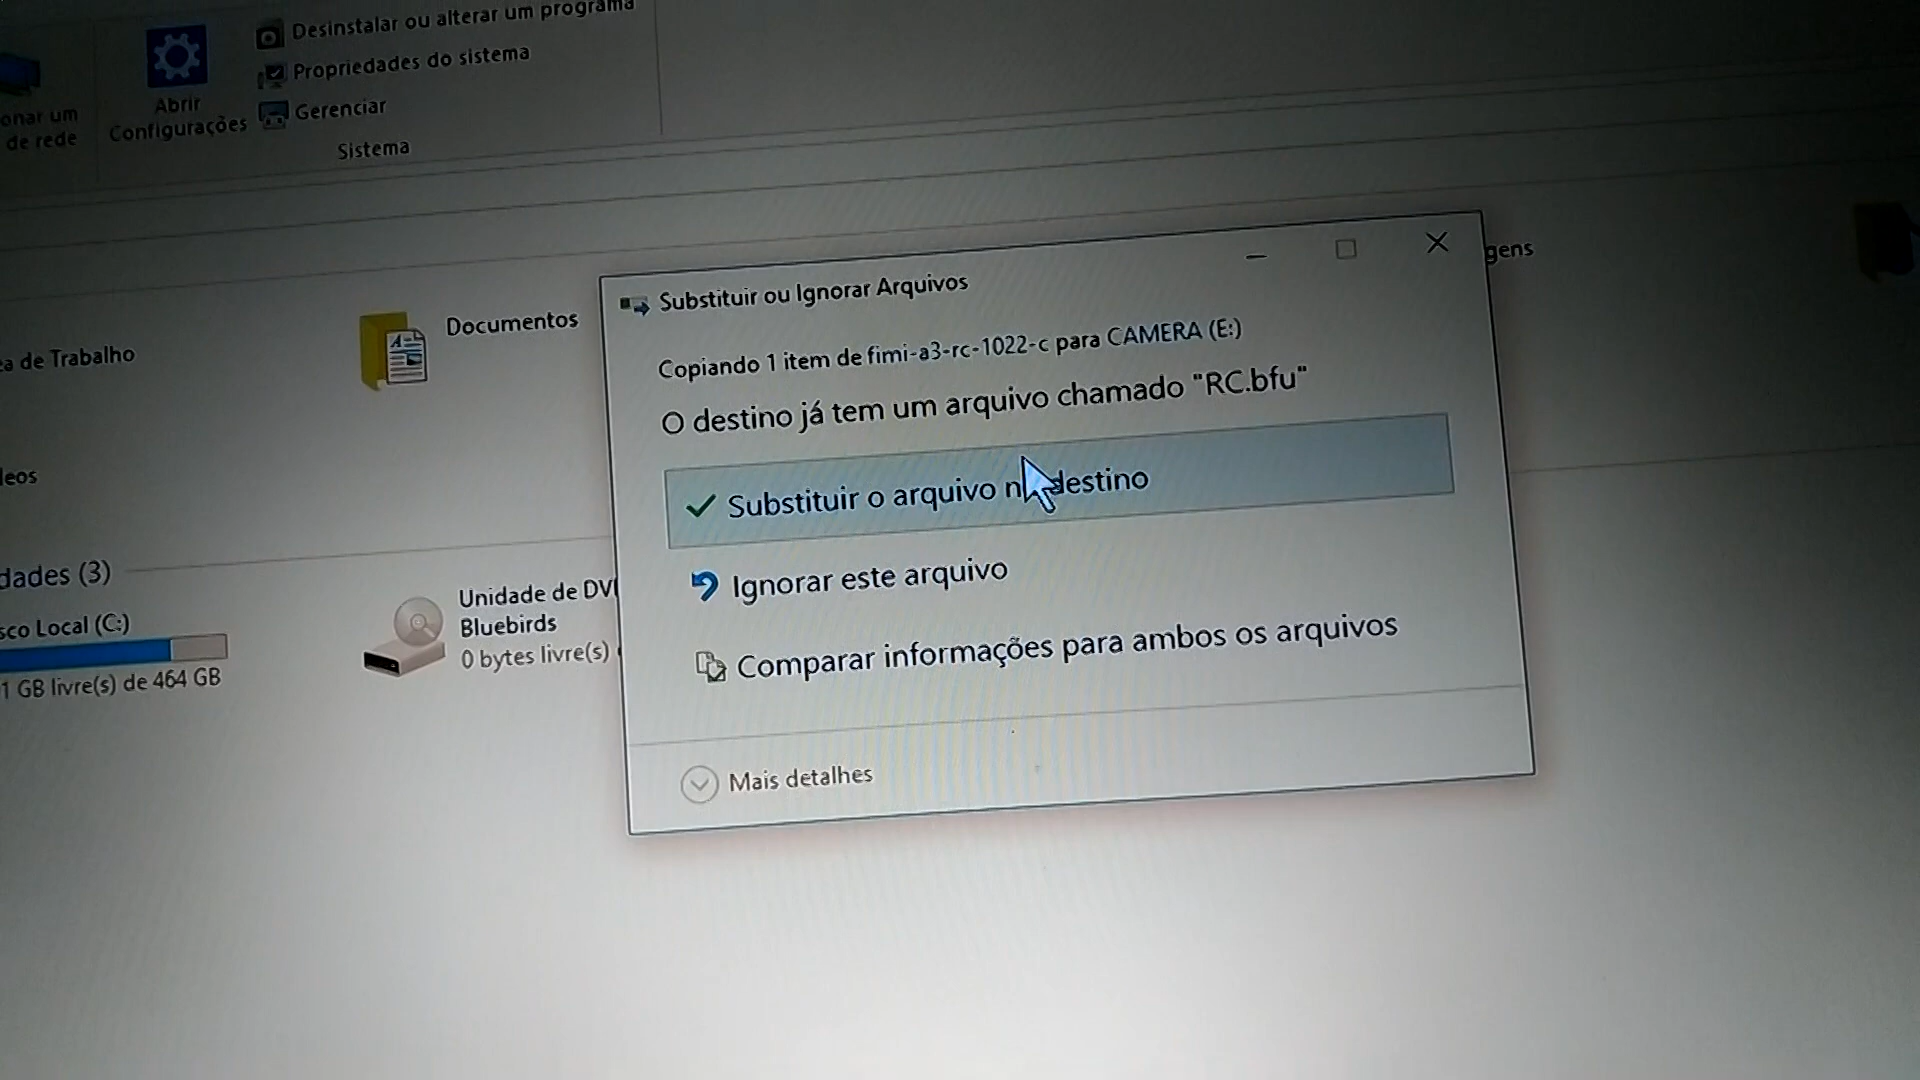 Desinstalar ou alterar um programa
Propriedades do sistema
Gerenciar
Abrir
Configurações
onar um
de rede
Sistema
gens
Substituir ou Ignorar Arquivos
Copiando 1 item de fimi-a3-rc-1022-c para CAMERA (E:)
O destino já tem um arquivo chamado "RC.bfu"
Substituir o arquivo no destino
Ignorar este arquivo
Comparar informações para ambos os arquivos
Mais detalhes
Documentos
a de Trabalho
leos
dades (3)
sco Local (C:)
1 GB livre(s) de 464 GB
Unidade de DV
Bluebirds
0 bytes livre(s)